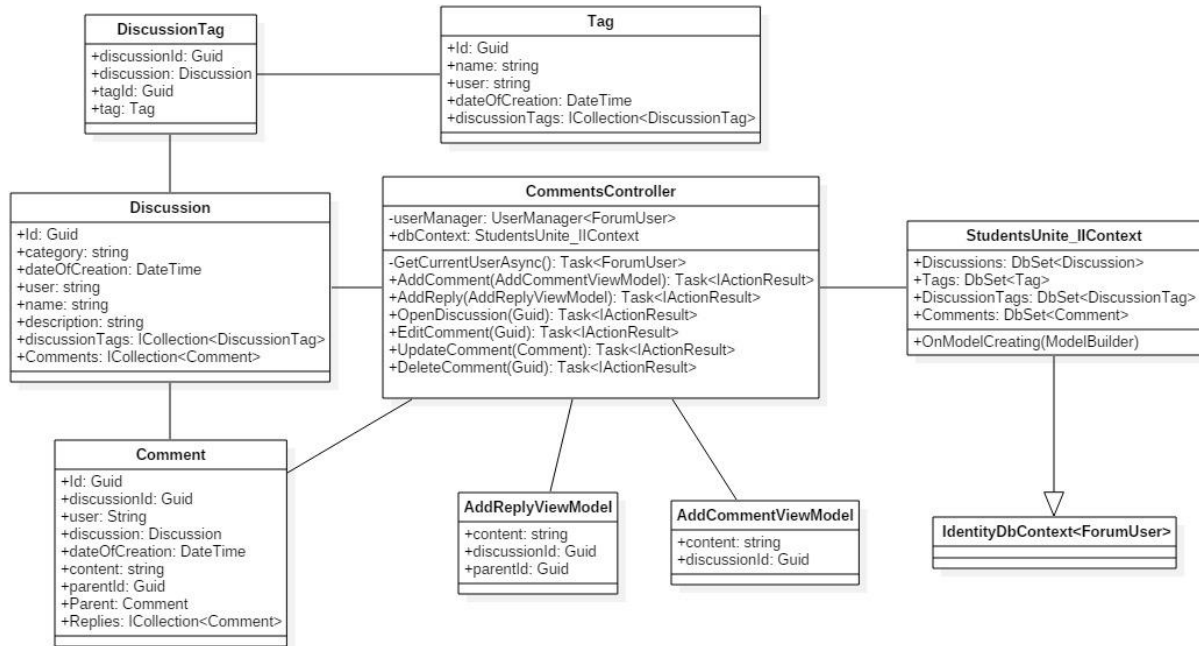 DiscussionTag
+discussionId: Guid
+discussion: Discussion
+tagId: Guid
+tag: Tag
Tag
+Id: Guid
+name: string
+user: string
+dateOfCreation: DateTime
+discussionTags: ICollection<DiscussionTag>
Discussion
+Id: Guid
+category: string
+dateOfCreation: DateTime
+user: string
+name: string
+description: string
+discussionTags: ICollection<DiscussionTag>
+Comments: ICollection<Comment>
CommentsController
-userManager: UserManager<ForumUser>
+dbContext: StudentsUnite_IIContext
-GetCurrentUserAsync(): Task<ForumUser>
+AddComment(AddCommentViewModel): Task<IActionResult>
+AddReply(AddReplyViewModel): Task<IActionResult>
+OpenDiscussion(Guid): Task<IActionResult>
+EditComment(Guid): Task<IActionResult>
+UpdateComment(Comment): Task<IActionResult>
+DeleteComment(Guid): Task<IActionResult>
StudentsUnite_IIContext
+Discussions: DbSet<Discussion>
+Tags: DbSet<Tag>
+DiscussionTags: DbSet<DiscussionTag>
+Comments: DbSet<Comment>
+OnModelCreating(ModelBuilder)
Comment
+Id: Guid
+discussionId: Guid
+user: String
+discussion: Discussion
+dateOfCreation: DateTime
+content: string
+parentId: Guid
+Parent: Comment
+Replies: ICollection<Comment>
AddReplyViewModel
+content: string
+discussionId: Guid
+parentId: Guid
AddCommentViewModel
+content: string
+discussionId: Guid
IdentityDbContext<ForumUser>